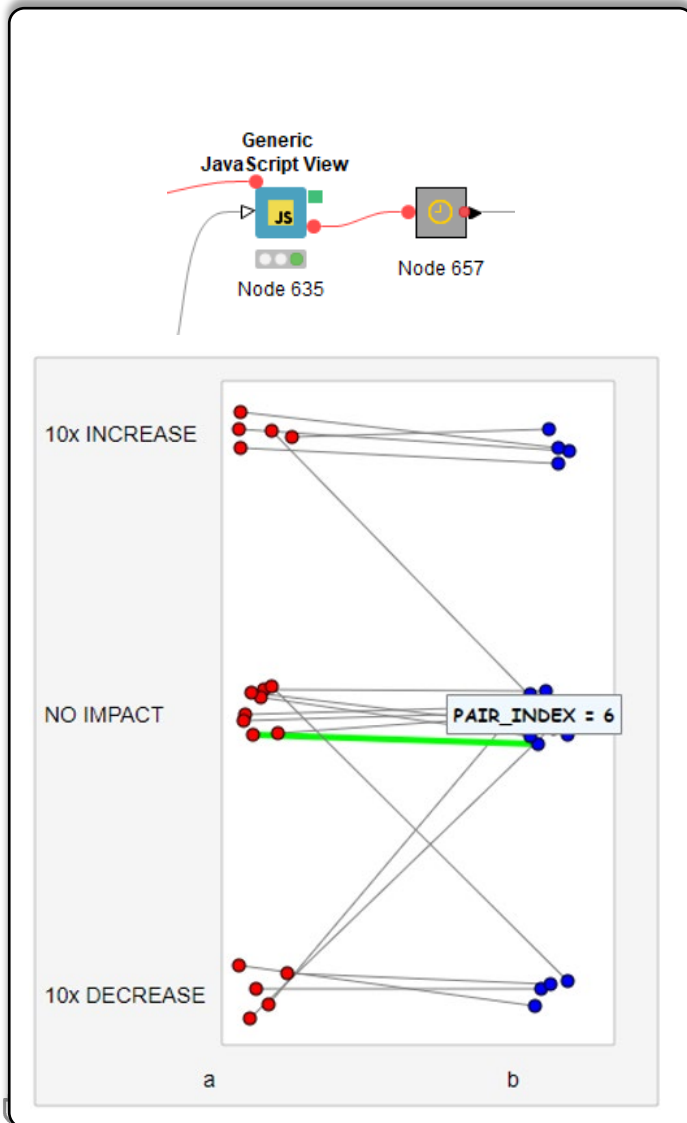 Generic
JavaScript View
JS
Node 635
Node 657
10x INCREASE
NO IMPACT
PAIR_INDEX = 6
10x DECREASE
a
b